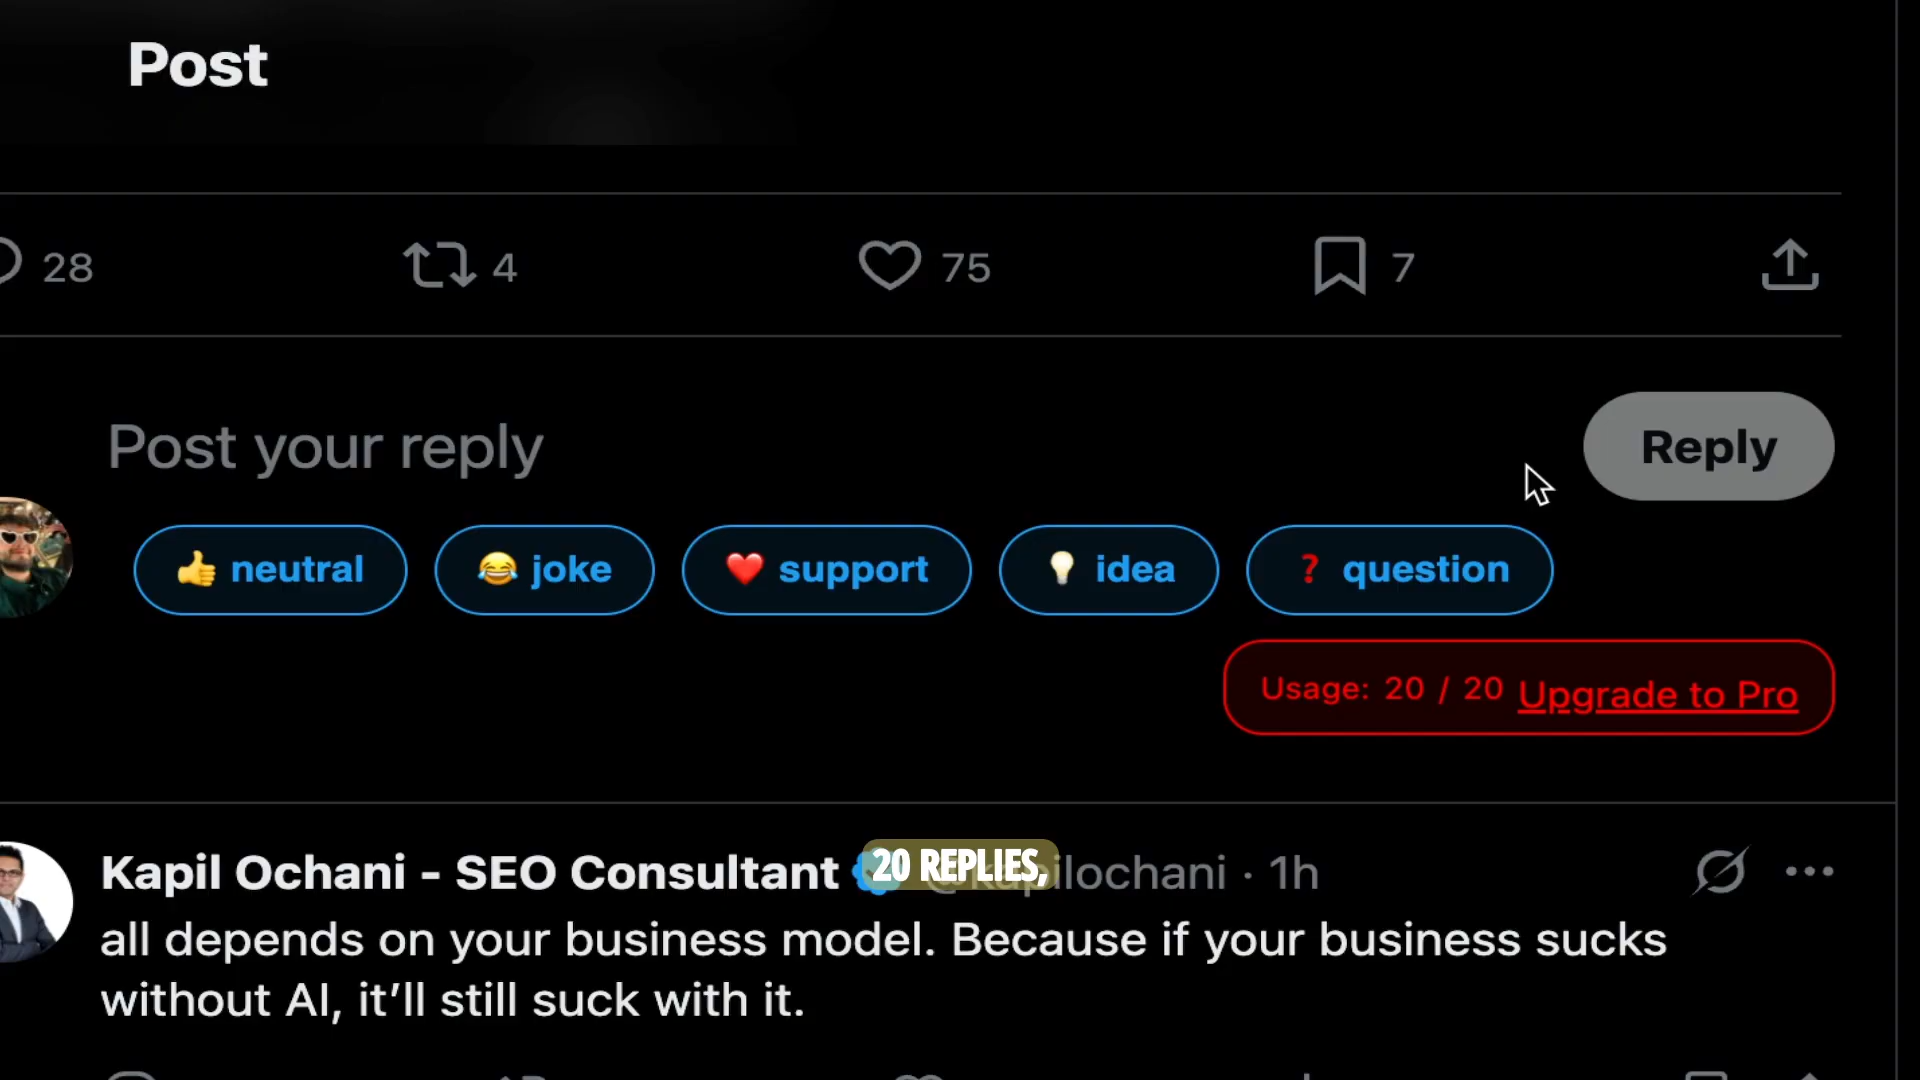 Post
28 4 75 7
Post your reply
Reply
👍 neutral 😂 joke ❤️ support 💡 idea ❓ question
Usage: 20 / 20 Upgrade to Pro
Kapil Ochani - SEO Consultant @kapilochani · 1h
20 REPLIES,
all depends on your business model. Because if your business sucks
without AI, it’ll still suck with it.